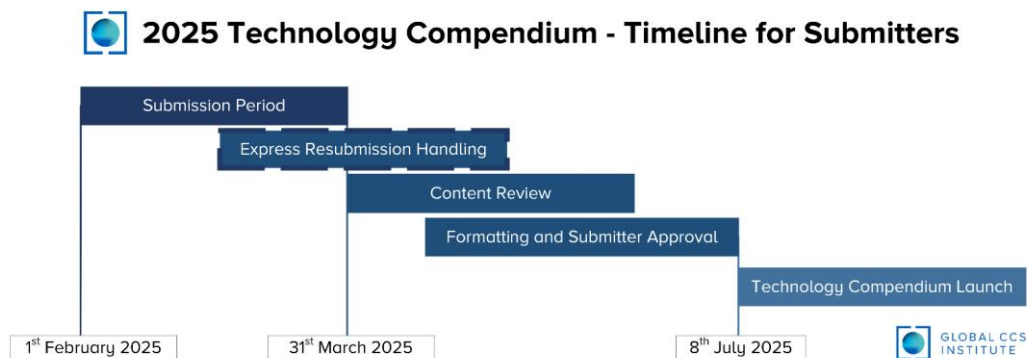 2025 Technology Compendium - Timeline for Submitters
Submission Period
Express Resubmission Handling
Content Review
Formatting and Submitter Approval
Technology Compendium Launch
1st February 2025
31st March 2025
8th July 2025
GLOBAL CCS
INSTITUTE